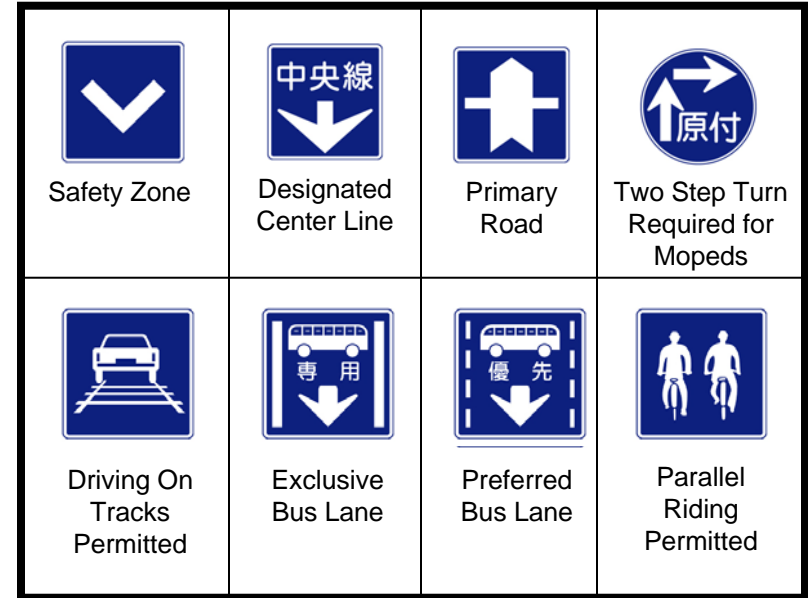 中央線
原付
Safety Zone
Designated
Center Line
Primary
Road
Two Step Turn
Required for
Mopeds
専用
優先
Driving On
Tracks
Permitted
Exclusive
Bus Lane
Preferred
Bus Lane
Parallel
Riding
Permitted